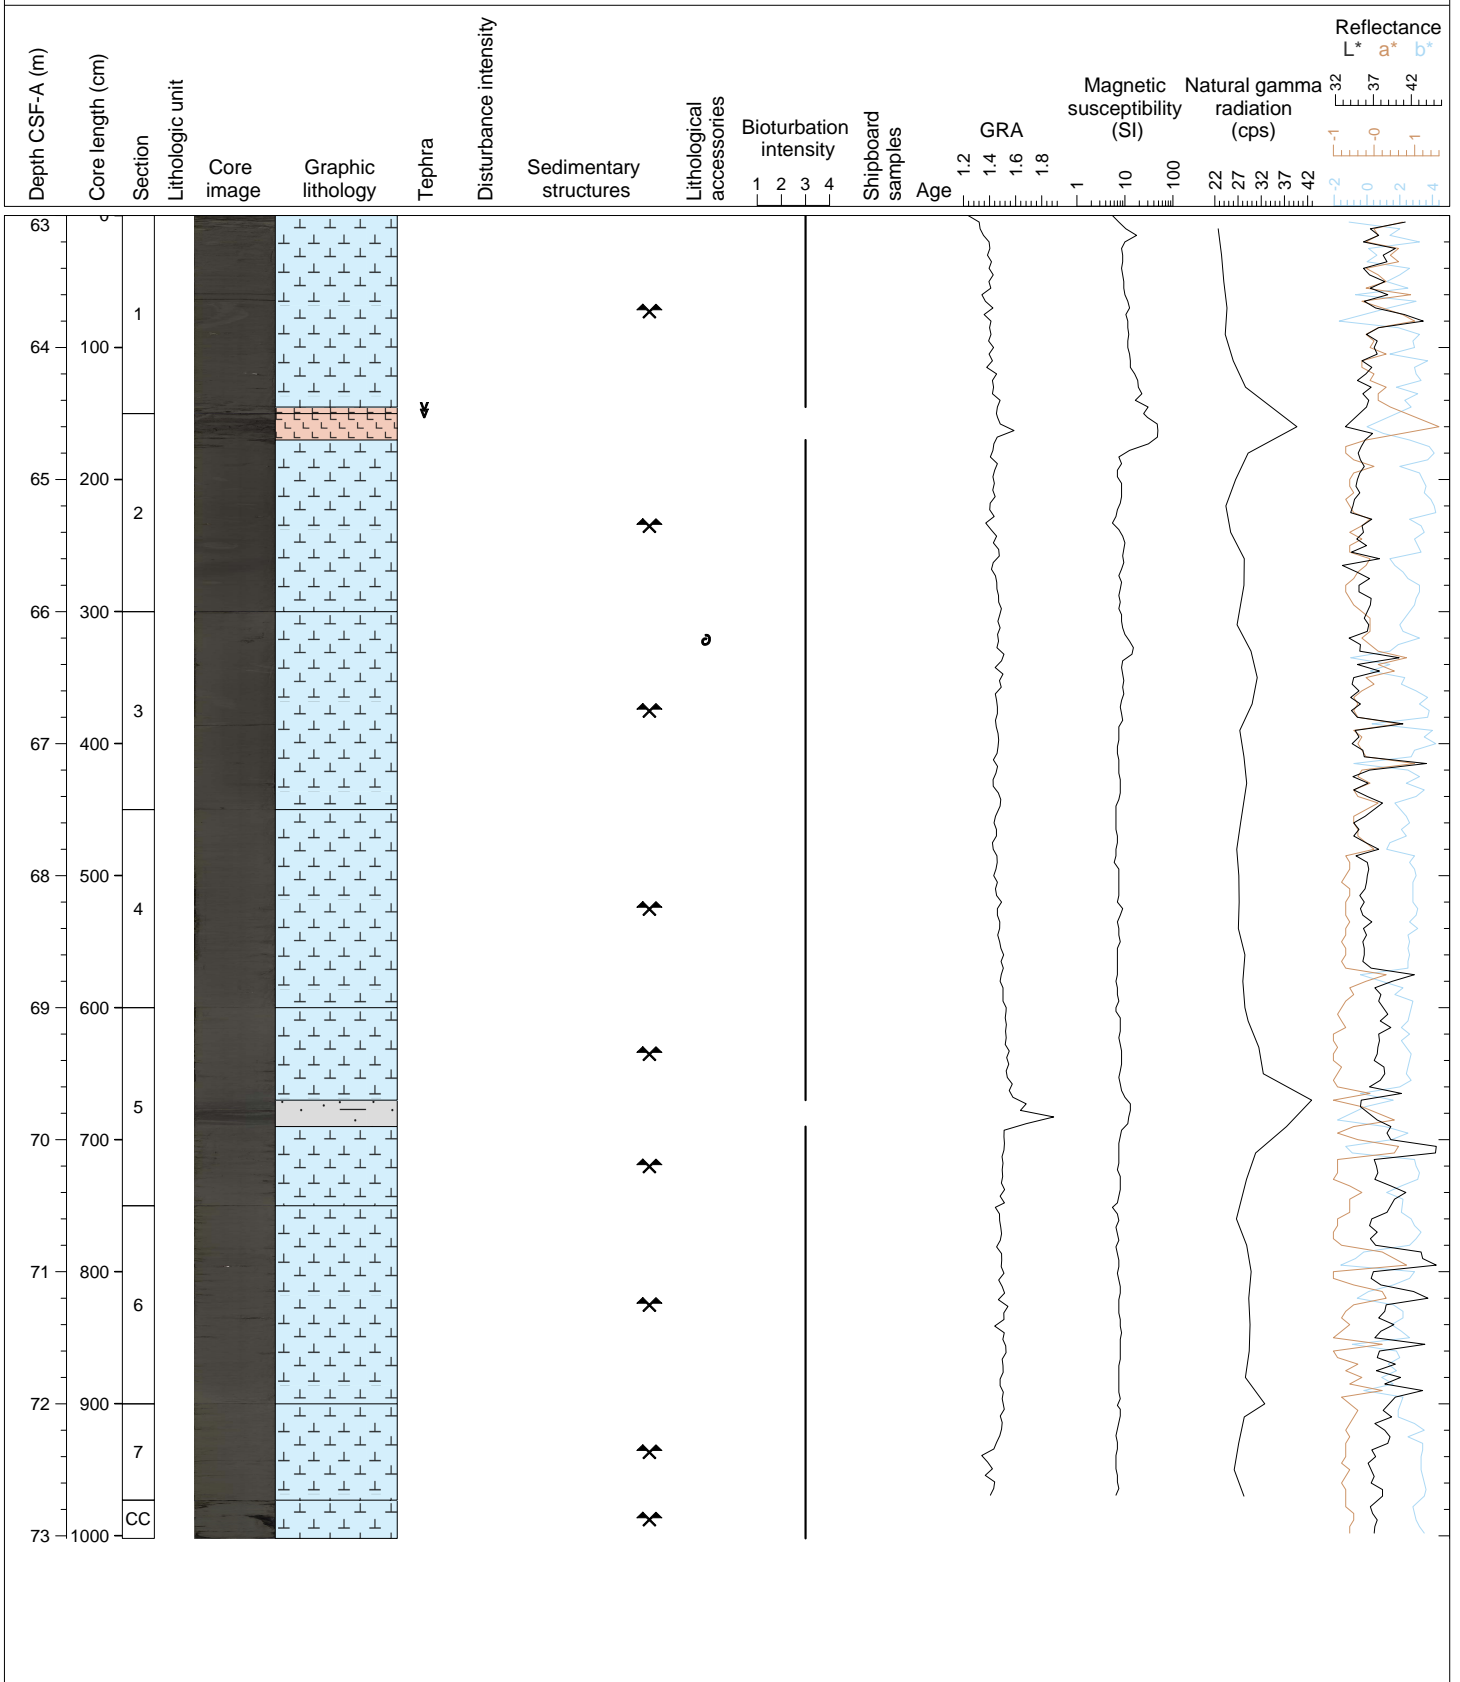 Depth CSF-A (m)
Core length (cm)
Section
Lithologic unit
Core
image
Graphic
lithology
Tephra
Disturbance intensity
Sedimentary
structures
Lithological
accessories
Bioturbation
intensity
1 2 3 4
Shipboard
samples
Age
GRA
1.2 1.4 1.6 1.8
Magnetic
susceptibility
(SI)
1 10 100
Natural gamma
radiation
(cps)
22 27 32 37 42
Reflectance
L* a* b*
32 37 42
-1 -0 1
-2 0 2 4
63 0
1
64 100
65 200
2
66 300
3
67 400
68 500
4
69 600
5
70 700
71 800
6
72 900
7
CC
73 1000